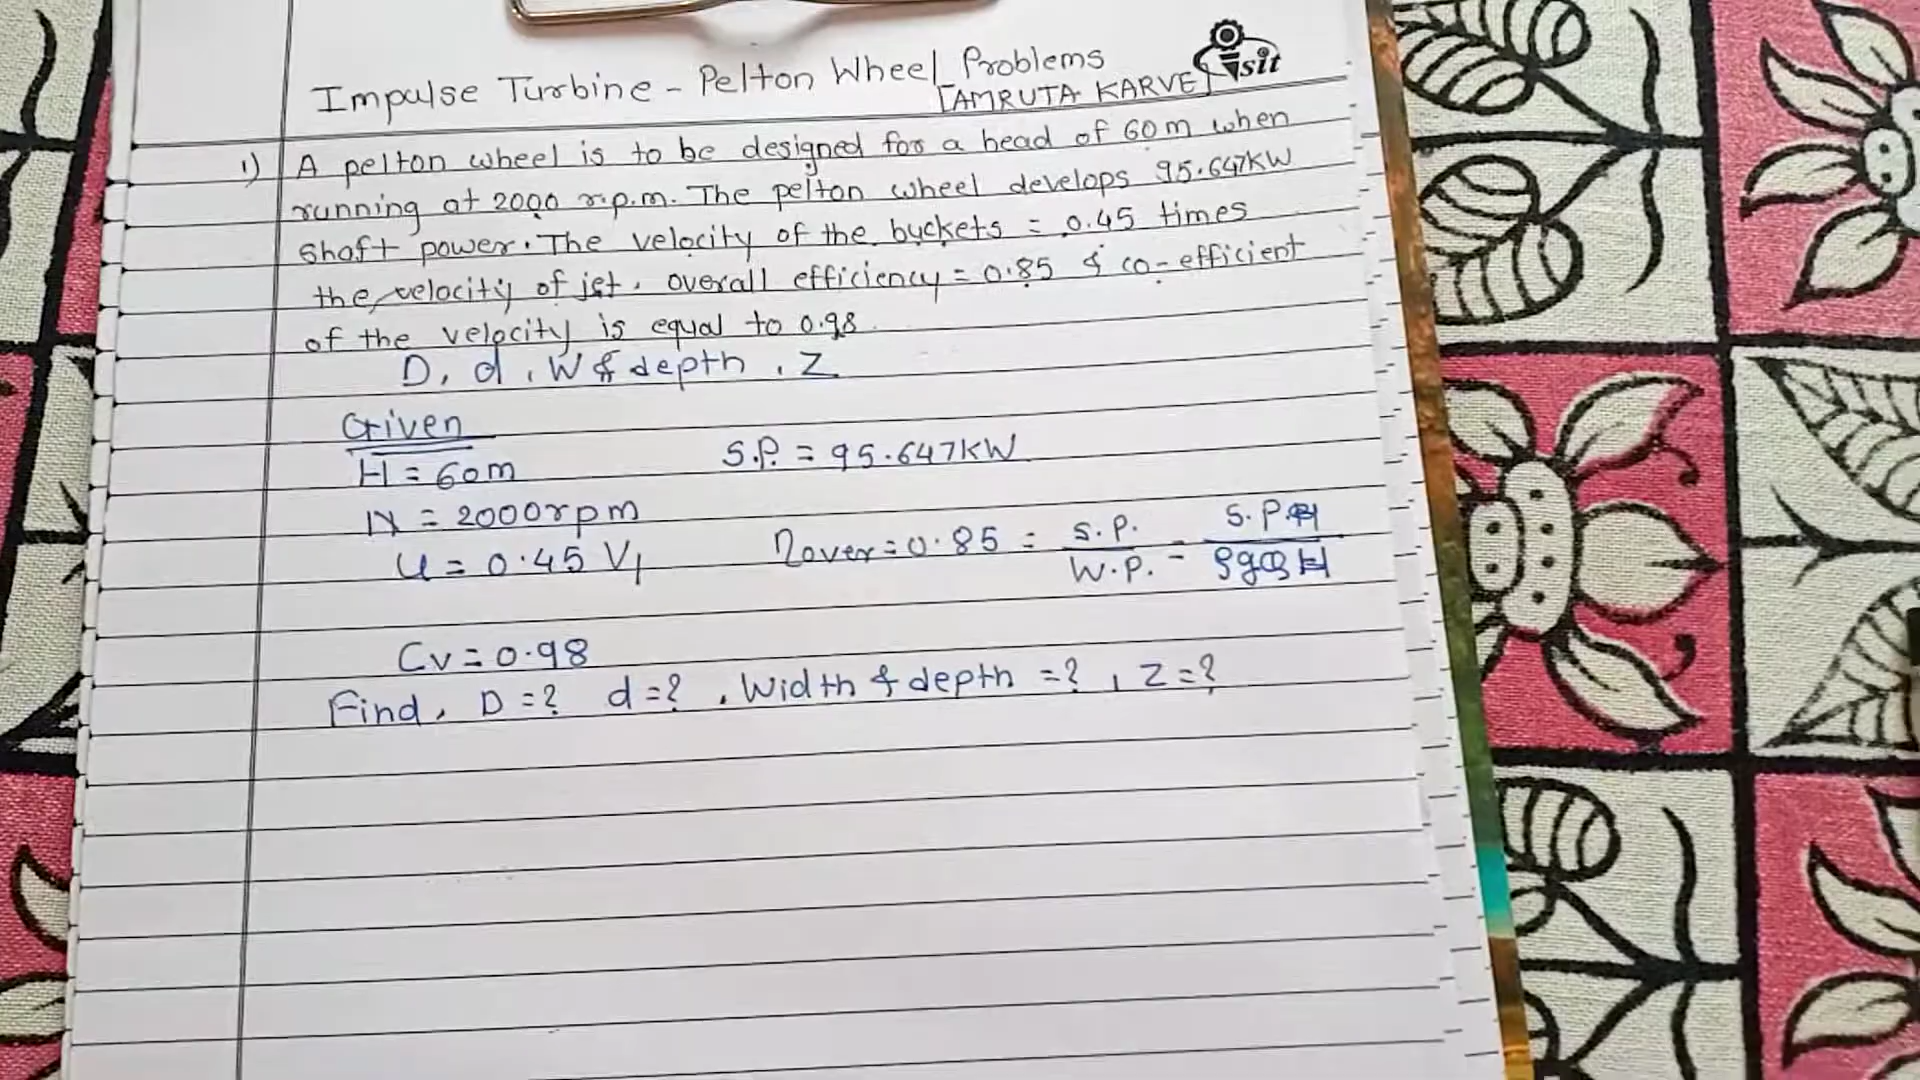 Impulse Turbine - Pelton Wheel Problems
isit
[AMRUTA KARVE]
1) A pelton wheel is to be designed for a head of 60m when
running at 2000 r.p.m. The pelton wheel develops 95.647KW
shaft power. The velocity of the buckets = 0.45 times
the velocity of jet, overall efficiency = 0.85 & co-efficient
of the velocity is equal to 0.98.
D, d, W & depth, Z
Given
H = 60m
S.P. = 95.647KW
N = 2000rpm
U = 0.45 V1
ηover = 0.85 = S.P./W.P. = S.P./ρgQH
Cv = 0.98
Find, D = ? d = ?, Width & depth = ?, Z = ?